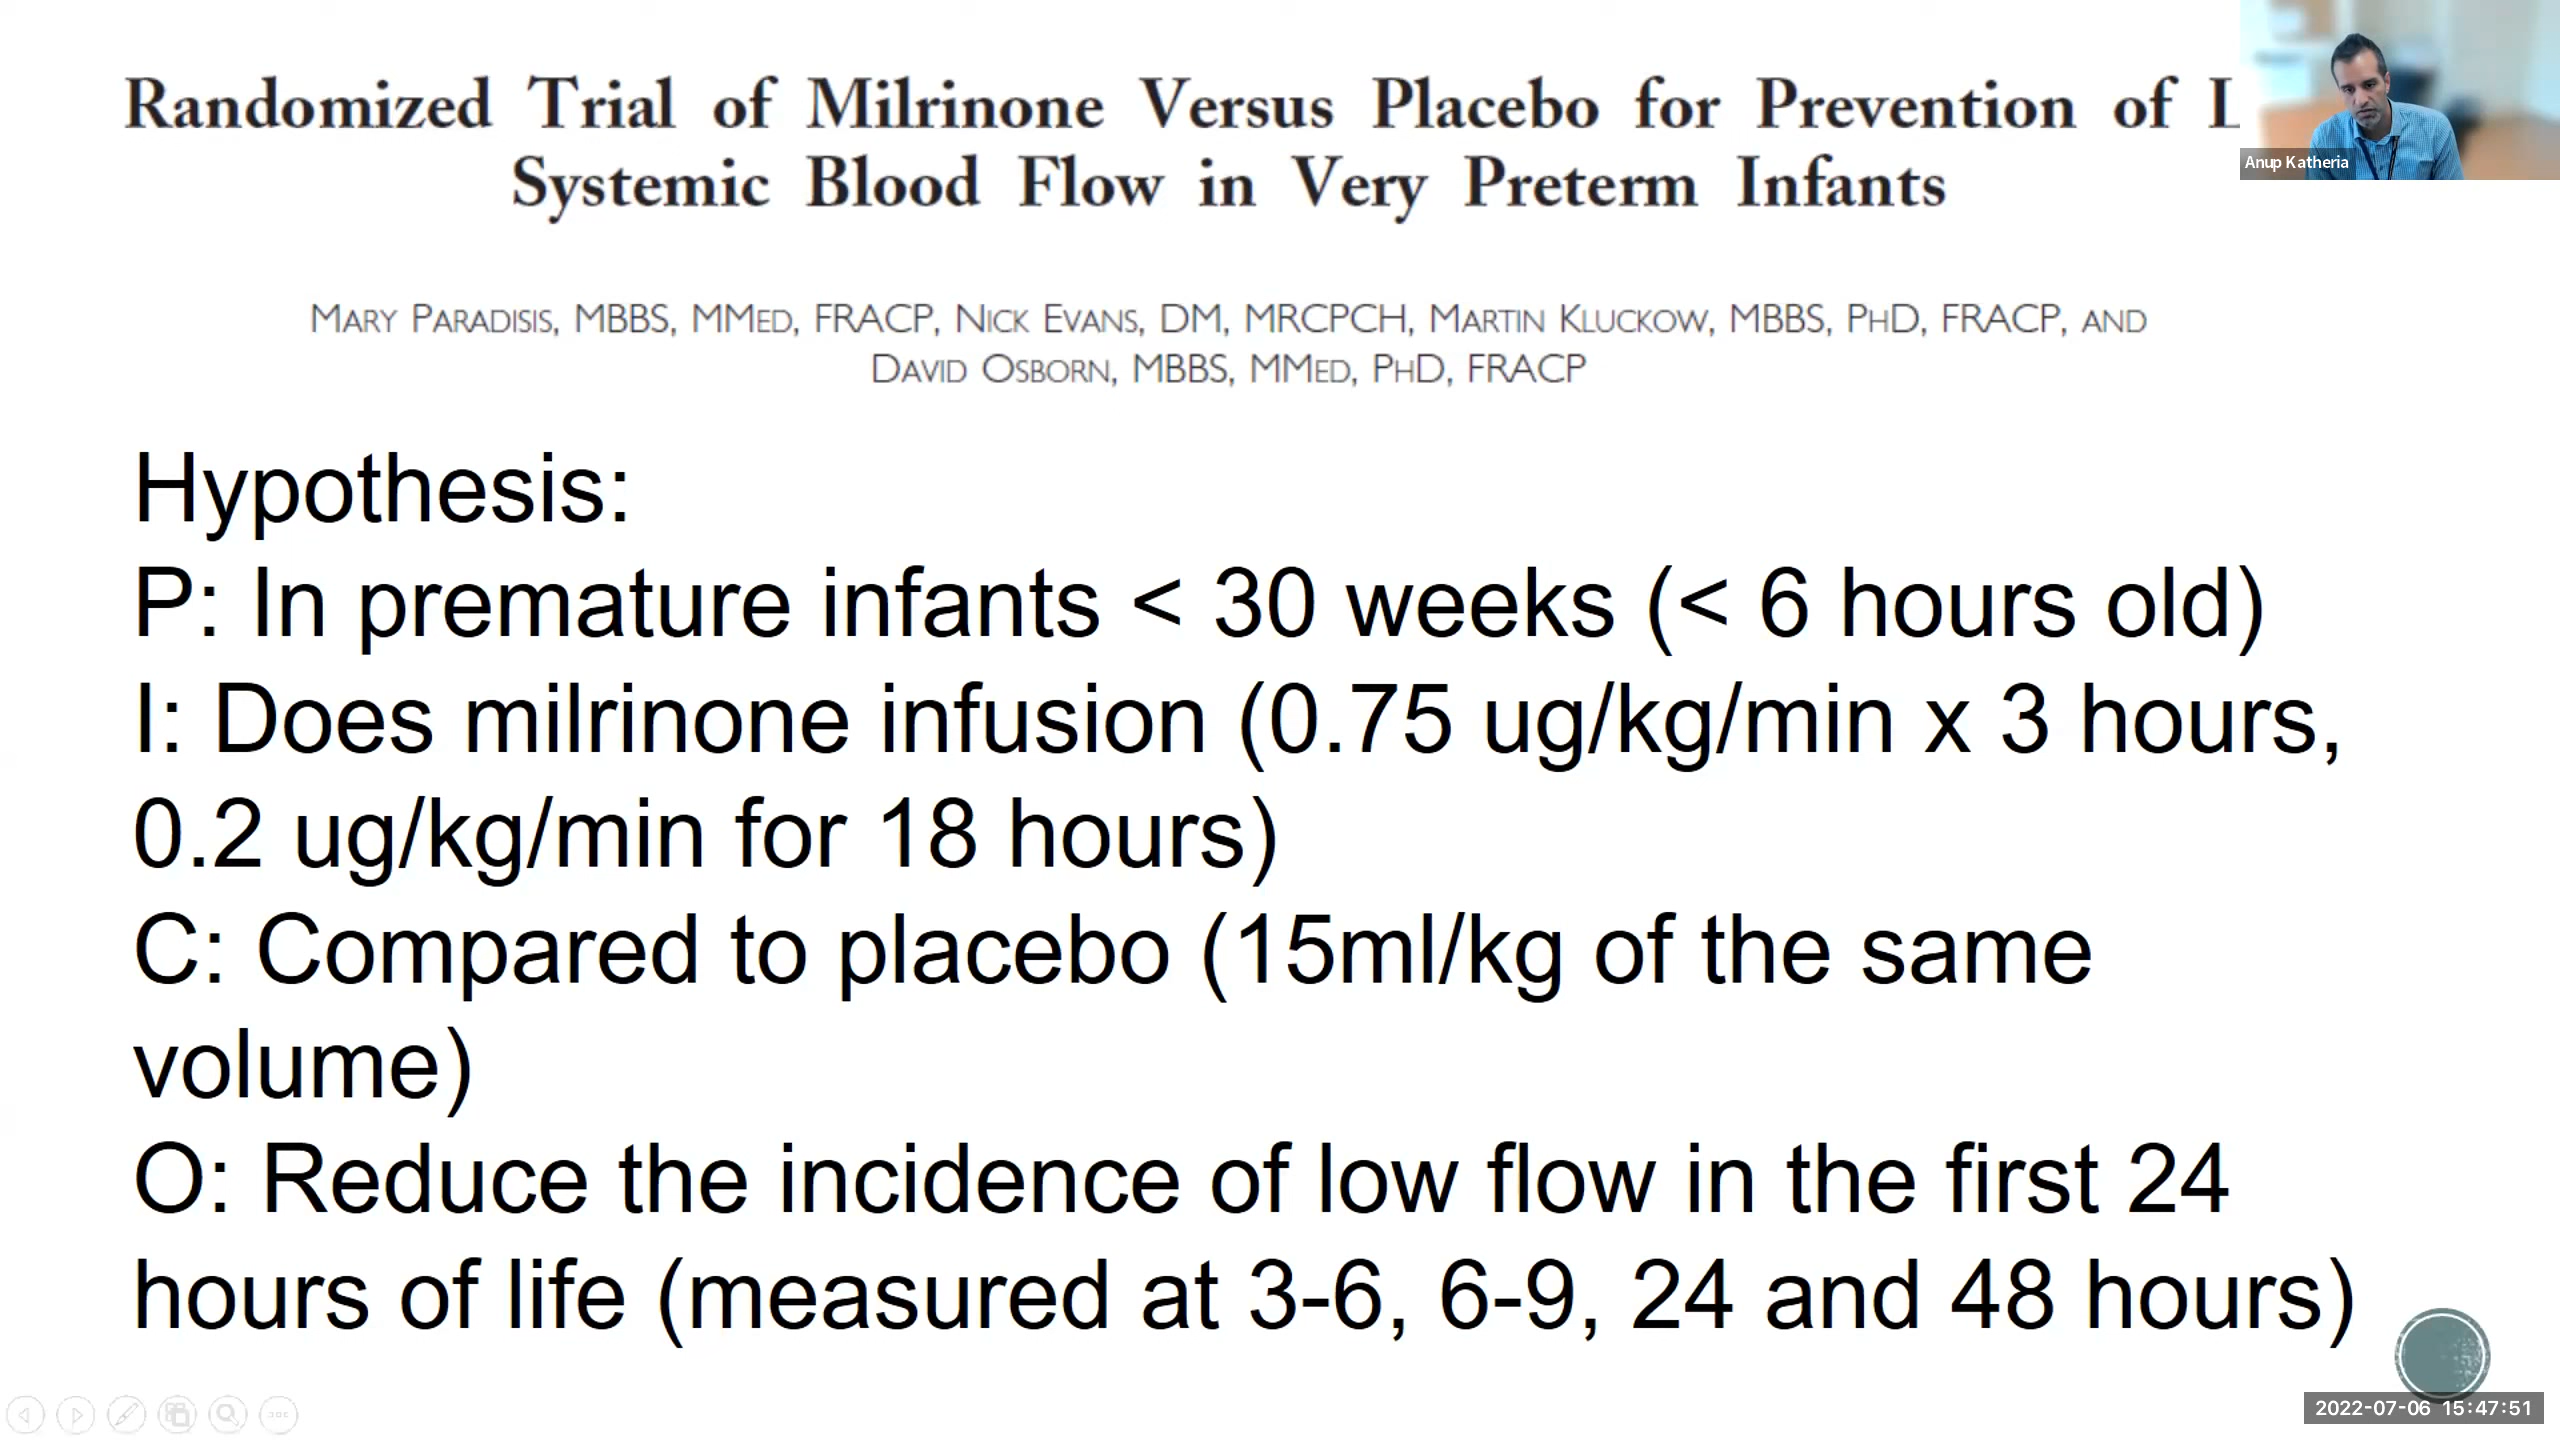 Randomized Trial of Milrinone Versus Placebo for Prevention of L
Systemic Blood Flow in Very Preterm Infants
Anup Katheria
MARY PARADISIS, MBBS, MMED, FRACP, NICK EVANS, DM, MRCPCH, MARTIN KLUCKOW, MBBS, PHD, FRACP, AND
DAVID OSBORN, MBBS, MMED, PHD, FRACP
Hypothesis:
P: In premature infants < 30 weeks (< 6 hours old)
I: Does milrinone infusion (0.75 ug/kg/min x 3 hours,
0.2 ug/kg/min for 18 hours)
C: Compared to placebo (15ml/kg of the same
volume)
O: Reduce the incidence of low flow in the first 24
hours of life (measured at 3-6, 6-9, 24 and 48 hours)
2022-07-06 15:47:51